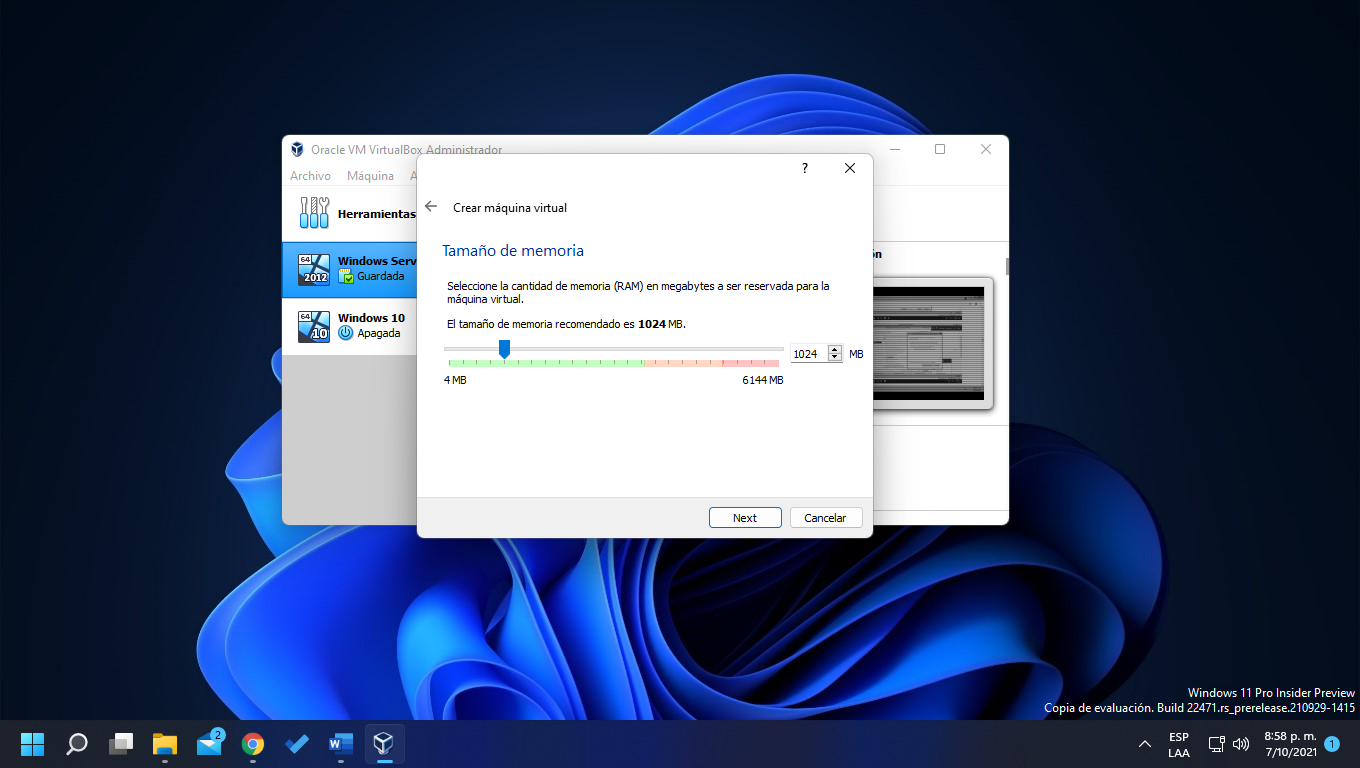 Oracle VM VirtualBox Administrador
Archivo Máquina A
Herramientas
64
2012
Windows Serv
Guardada
64
10
Windows 10
Apagada
ón
?
Crear máquina virtual
Tamaño de memoria
Seleccione la cantidad de memoria (RAM) en megabytes a ser reservada para la
máquina virtual.
El tamaño de memoria recomendado es 1024 MB.
1024 MB
4 MB 6144 MB
Next Cancelar
Windows 11 Pro Insider Preview
Copia de evaluación. Build 22471.rs_prerelease.210929-1415
2
W
ESP
LAA
8:58 p. m.
7/10/2021
1